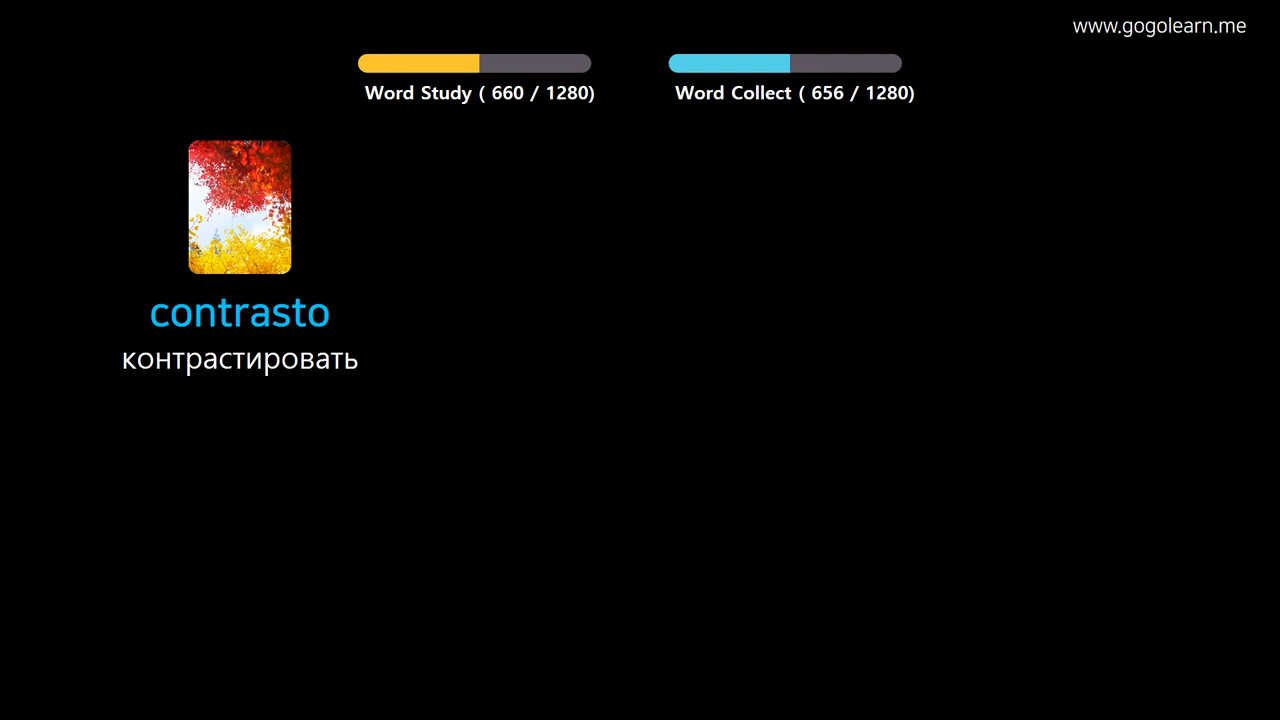 www.gogolearn.me
Word Study ( 660 / 1280)
Word Collect ( 656 / 1280)
contrasto
контрастировать